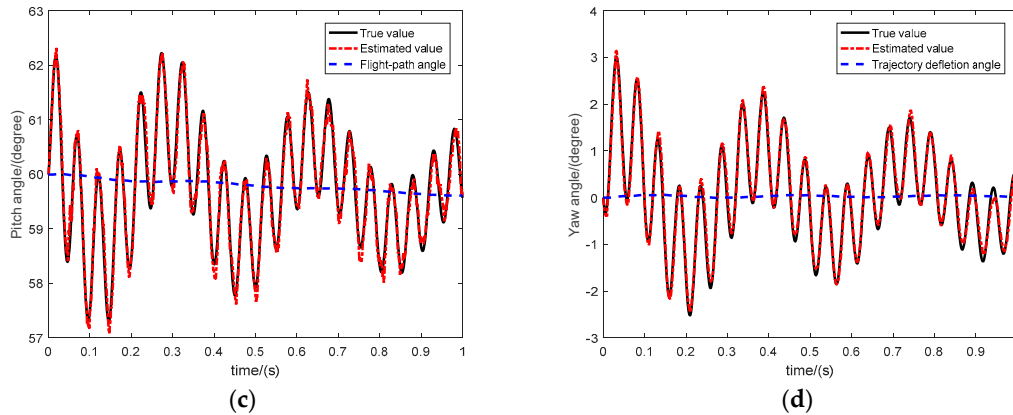 63
62
61
60
59
58
57
Pitch angle/(degree)
True value
Estimated value
Flight-path angle
0 0.1 0.2 0.3 0.4 0.5 0.6 0.7 0.8 0.9 1
time/(s)
(c)
4
3
2
1
0
-1
-2
-3
Yaw angle/(degree)
True value
Estimated value
Trajectory defletion angle
0 0.1 0.2 0.3 0.4 0.5 0.6 0.7 0.8 0.9
time/(s)
(d)